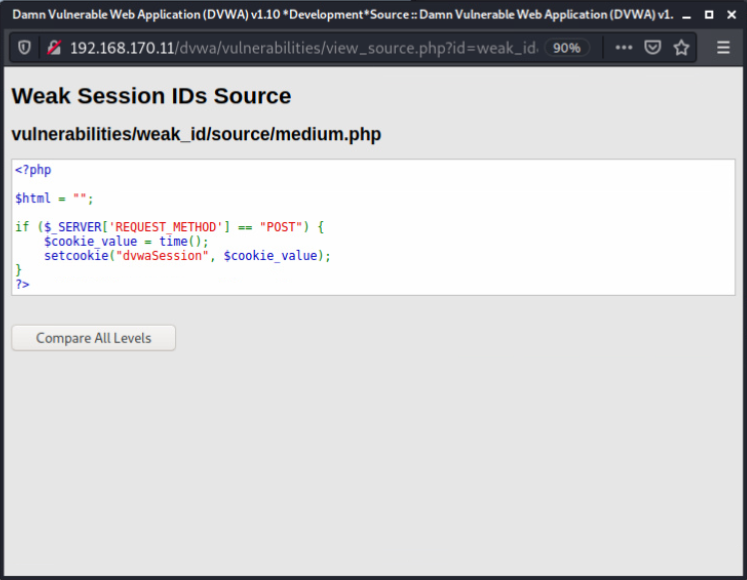 Damn Vulnerable Web Application (DVWA) v1.10 *Development*Source :: Damn Vulnerable Web Application (DVWA) v1.
192.168.170.11/dvwa/vulnerabilities/view_source.php?id=weak_id 90%
Weak Session IDs Source
vulnerabilities/weak_id/source/medium.php
<?php
$html = "";
if ($_SERVER['REQUEST_METHOD'] == "POST") {
    $cookie_value = time();
    setcookie("dvwaSession", $cookie_value);
}
?>
Compare All Levels